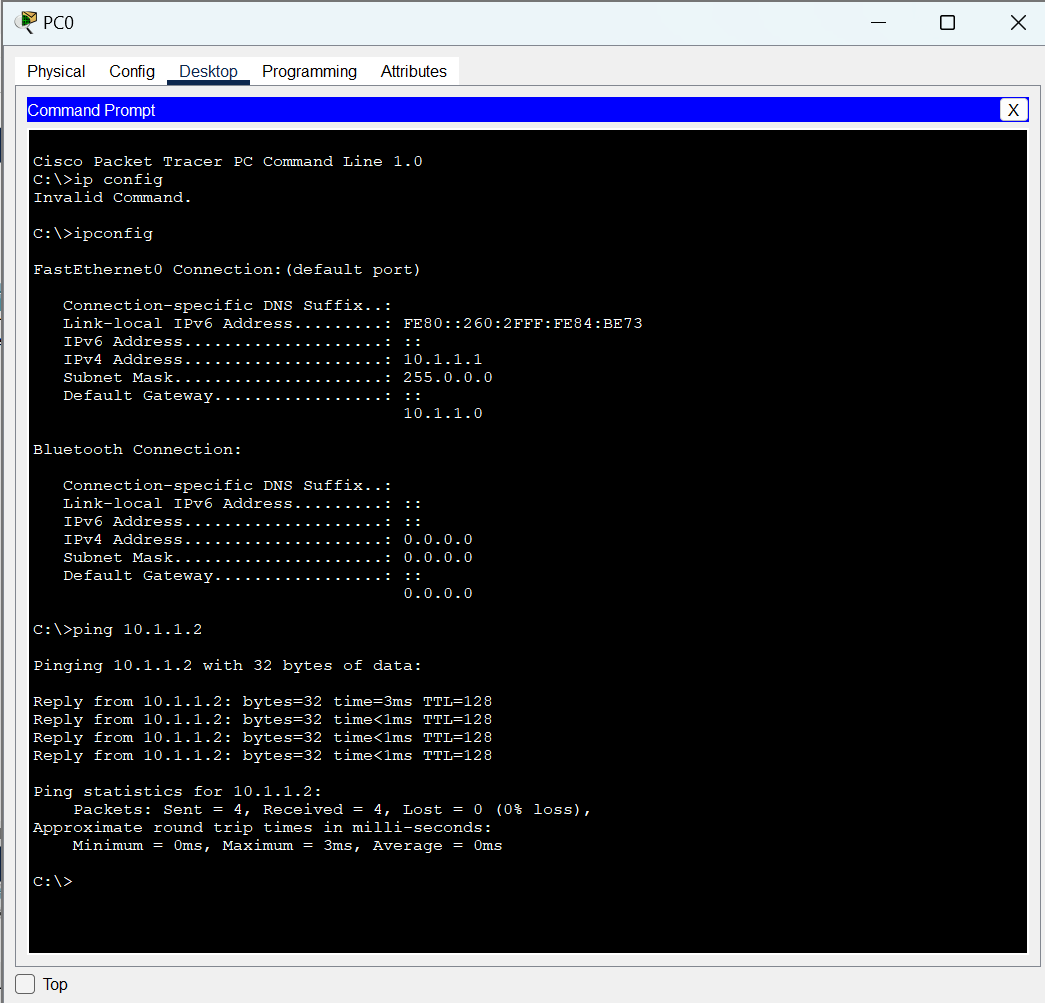 PC0
Physical Config Desktop Programming Attributes
Command Prompt X
Cisco Packet Tracer PC Command Line 1.0
C:\>ip config
Invalid Command.
C:\>ipconfig
FastEthernet0 Connection:(default port)
Connection-specific DNS Suffix..:
Link-local IPv6 Address.........: FE80::260:2FFF:FE84:BE73
IPv6 Address....................: ::
IPv4 Address....................: 10.1.1.1
Subnet Mask.....................: 255.0.0.0
Default Gateway.................: ::
10.1.1.0
Bluetooth Connection:
Connection-specific DNS Suffix..:
Link-local IPv6 Address.........: ::
IPv6 Address....................: ::
IPv4 Address....................: 0.0.0.0
Subnet Mask.....................: 0.0.0.0
Default Gateway.................: ::
0.0.0.0
C:\>ping 10.1.1.2
Pinging 10.1.1.2 with 32 bytes of data:
Reply from 10.1.1.2: bytes=32 time=3ms TTL=128
Reply from 10.1.1.2: bytes=32 time<1ms TTL=128
Reply from 10.1.1.2: bytes=32 time<1ms TTL=128
Reply from 10.1.1.2: bytes=32 time<1ms TTL=128
Ping statistics for 10.1.1.2:
Packets: Sent = 4, Received = 4, Lost = 0 (0% loss),
Approximate round trip times in milli-seconds:
Minimum = 0ms, Maximum = 3ms, Average = 0ms
C:\>
Top